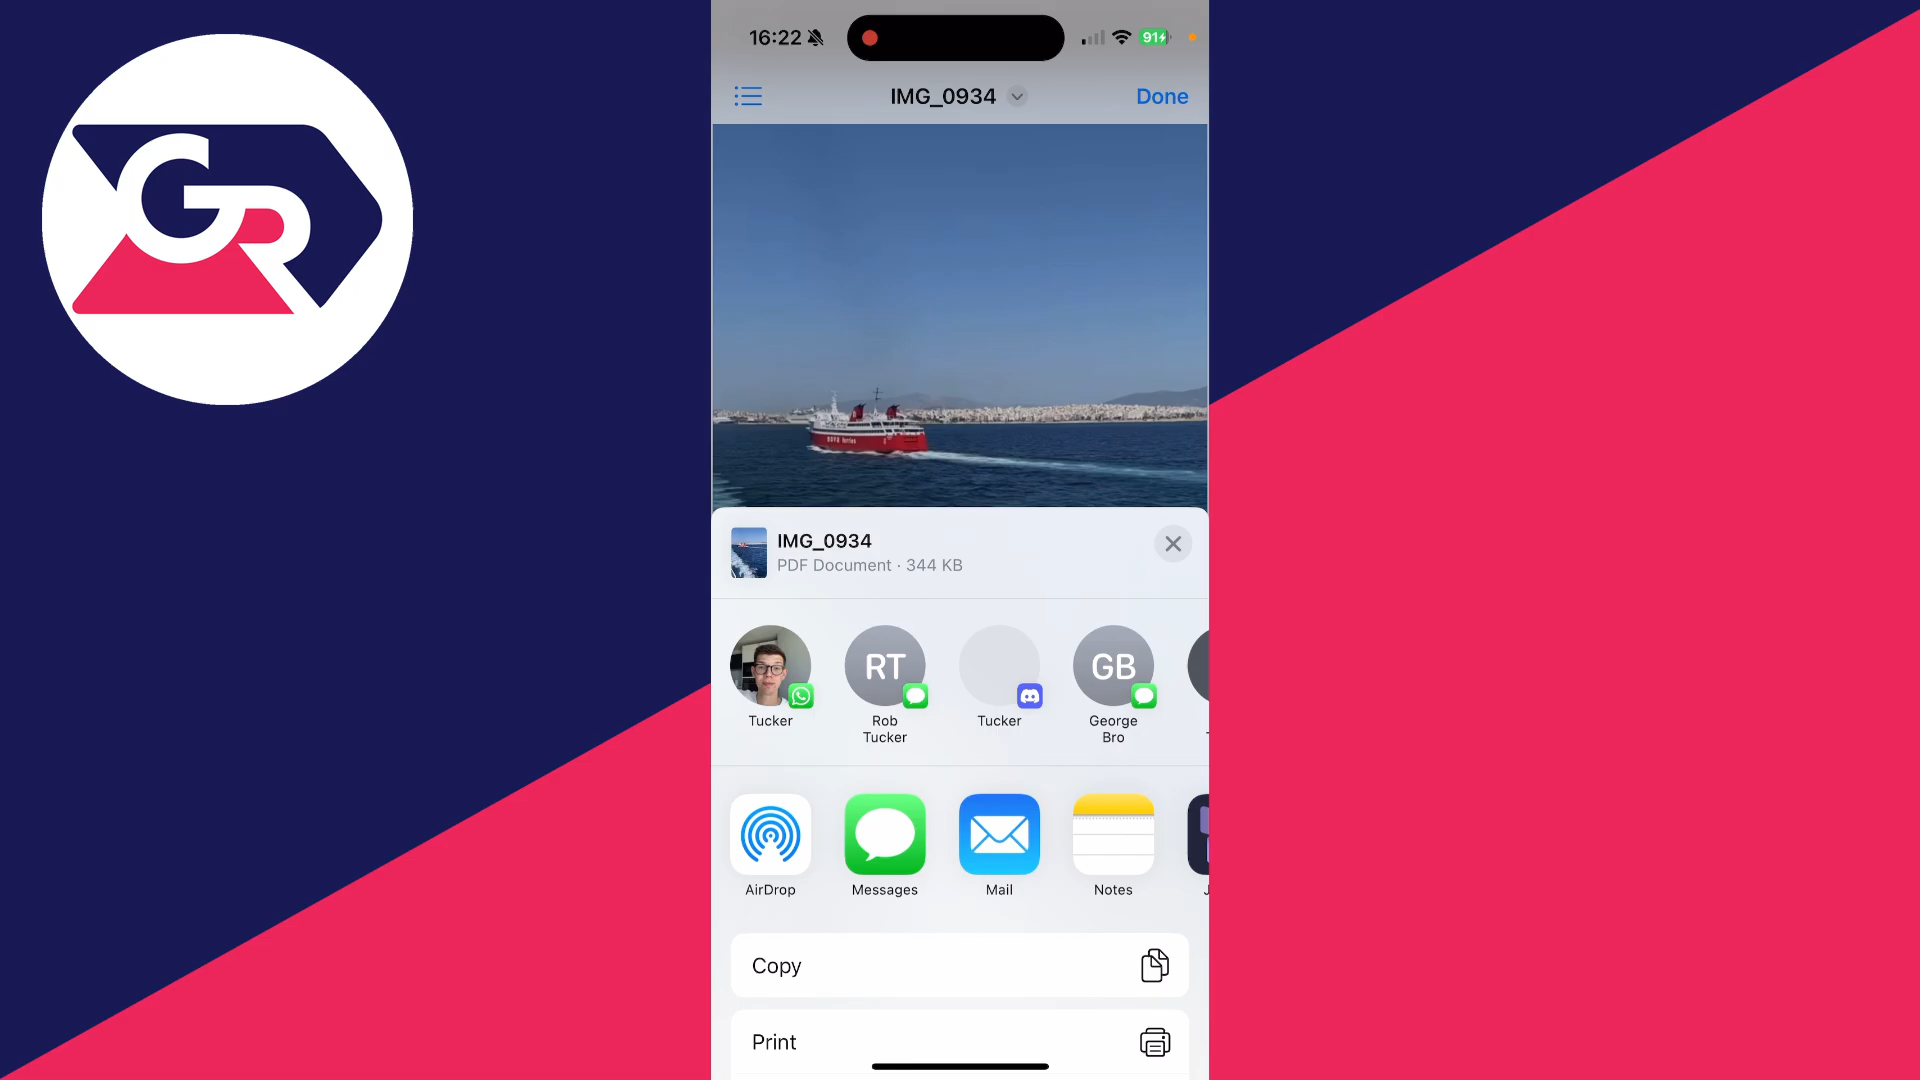 GR
16:22
91
IMG_0934
Done
IMG_0934
PDF Document · 344 KB
RT
GB
Tucker
Rob
Tucker
Tucker
George
Bro
AirDrop
Messages
Mail
Notes
Copy
Print